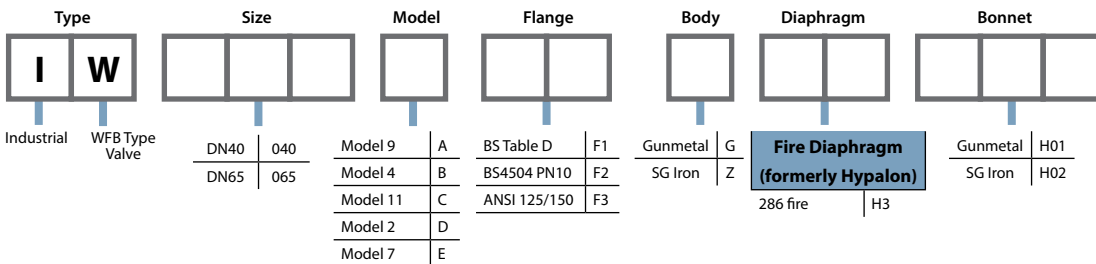 Type Size Model Flange Body Diaphragm Bonnet
I W
Industrial WFB Type
Valve
DN40 040
DN65 065
Model 9 A
Model 4 B
Model 11 C
Model 2 D
Model 7 E
BS Table D F1
BS4504 PN10 F2
ANSI 125/150 F3
Gunmetal G
SG Iron Z
Fire Diaphragm
(formerly Hypalon)
286 fire H3
Gunmetal H01
SG Iron H02